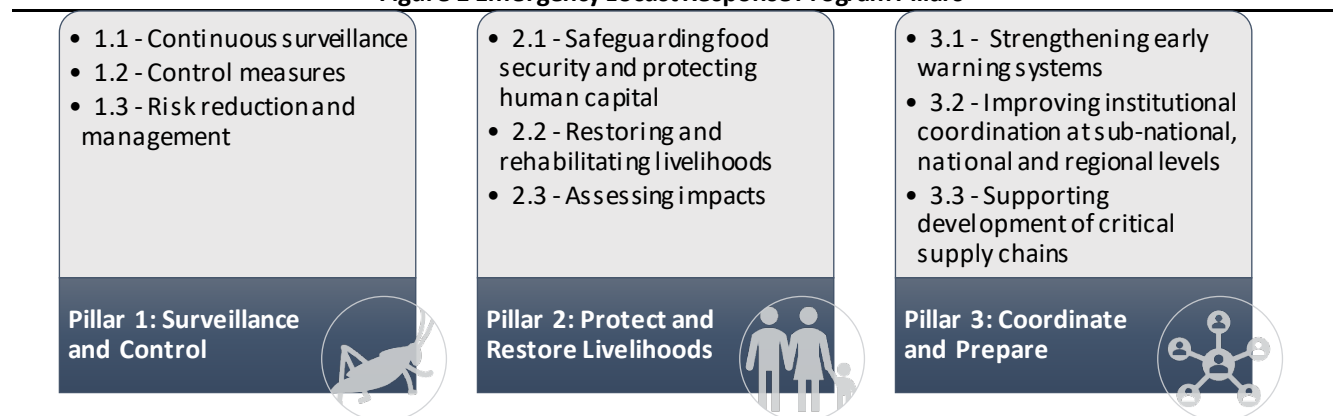 • 1.1 - Continuous surveillance
• 1.2 - Control measures
• 1.3 - Risk reduction and
management
Pillar 1: Surveillance
and Control
• 2.1 - Safeguarding food
security and protecting
human capital
• 2.2 - Restoring and
rehabilitating livelihoods
• 2.3 - Assessing impacts
Pillar 2: Protect and
Restore Livelihoods
• 3.1 - Strengthening early
warning systems
• 3.2 - Improving institutional
coordination at sub-national,
national and regional levels
• 3.3 - Supporting
development of critical
supply chains
Pillar 3: Coordinate
and Prepare